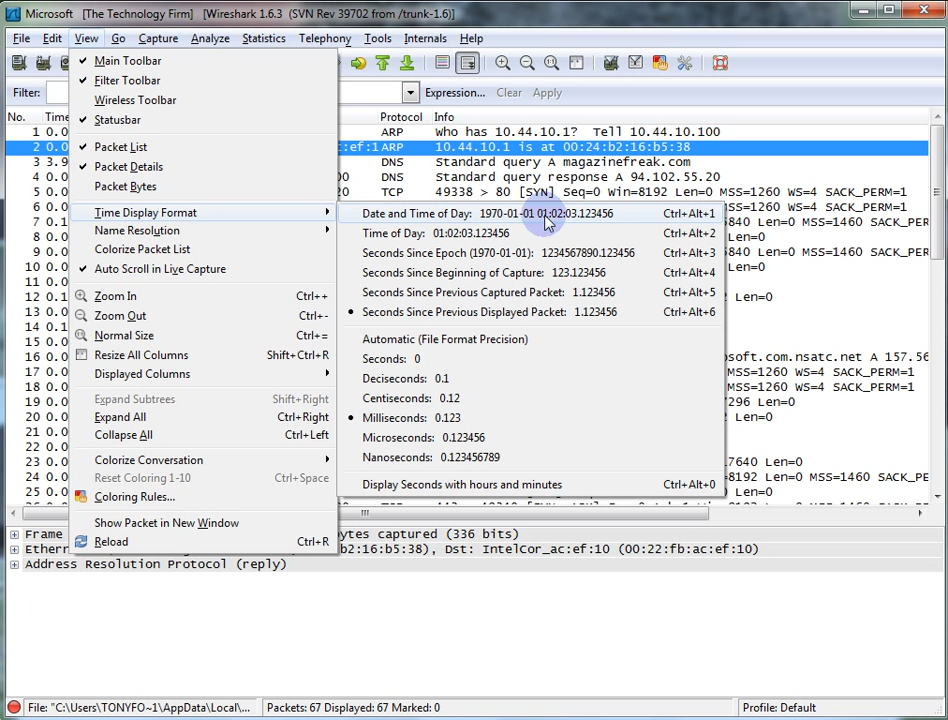 Microsoft [The Technology Firm] [Wireshark 1.6.3 (SVN Rev 39702 from /trunk-1.6)]
File Edit View Go Capture Analyze Statistics Telephony Tools Internals Help
Filter: Expression... Clear Apply
No. Time Protocol Info
1 0.0 ARP Who has 10.44.10.1? Tell 10.44.10.100
2 0.0 :ef:1 ARP 10.44.10.1 is at 00:24:b2:16:b5:38
3 3.9 DNS Standard query A magazinefreak.com
4 0.0 00 DNS Standard query response A 94.102.55.20
5 0.0 20 TCP 49338 > 80 [SYN] Seq=0 Win=8192 Len=0 MSS=1260 WS=4 SACK_PERM=1
6 0.0 5840 Len=0 MSS=1460 SACK_PERM=1
7 0.1
8 0.0
9 0.0
10 0.0
11 0.0
12 0.1 Len=0
13 0.0
14 0.1
15 0.0
16 0.0 osoft.com.nsatc.net A 157.56
17 0.0 MSS=1260 WS=4 SACK_PERM=1
18 0.0 MSS=1260 WS=4 SACK_PERM=1
19 0.0 7296 Len=0
20 0.0 Len=0
21 0.0
22 0.0
23 0.0 17640 Len=0
24 0.0 8192 Len=0 MSS=1460 SACK_PE
25 0.0
Main Toolbar
Filter Toolbar
Wireless Toolbar
Statusbar
Packet List
Packet Details
Packet Bytes
Time Display Format
Name Resolution
Colorize Packet List
Auto Scroll in Live Capture
Zoom In Ctrl++
Zoom Out Ctrl+-
Normal Size Ctrl+=
Resize All Columns Shift+Ctrl+R
Displayed Columns
Expand Subtrees Shift+Right
Expand All Ctrl+Right
Collapse All Ctrl+Left
Colorize Conversation
Reset Coloring 1-10 Ctrl+Space
Coloring Rules...
Show Packet in New Window
Reload Ctrl+R
Date and Time of Day: 1970-01-01 01:02:03.123456 Ctrl+Alt+1
Time of Day: 01:02:03.123456 Ctrl+Alt+2
Seconds Since Epoch (1970-01-01): 1234567890.123456 Ctrl+Alt+3
Seconds Since Beginning of Capture: 123.123456 Ctrl+Alt+4
Seconds Since Previous Captured Packet: 1.123456 Ctrl+Alt+5
Seconds Since Previous Displayed Packet: 1.123456 Ctrl+Alt+6
Automatic (File Format Precision)
Seconds: 0
Deciseconds: 0.1
Centiseconds: 0.12
Milliseconds: 0.123
Microseconds: 0.123456
Nanoseconds: 0.123456789
Display Seconds with hours and minutes Ctrl+Alt+0
Frame ytes captured (336 bits)
Ethern b2:16:b5:38), Dst: IntelCor_ac:ef:10 (00:22:fb:ac:ef:10)
Address Resolution Protocol (reply)
File: "C:\Users\TONYFO~1\AppData\Local\... Packets: 67 Displayed: 67 Marked: 0 Profile: Default